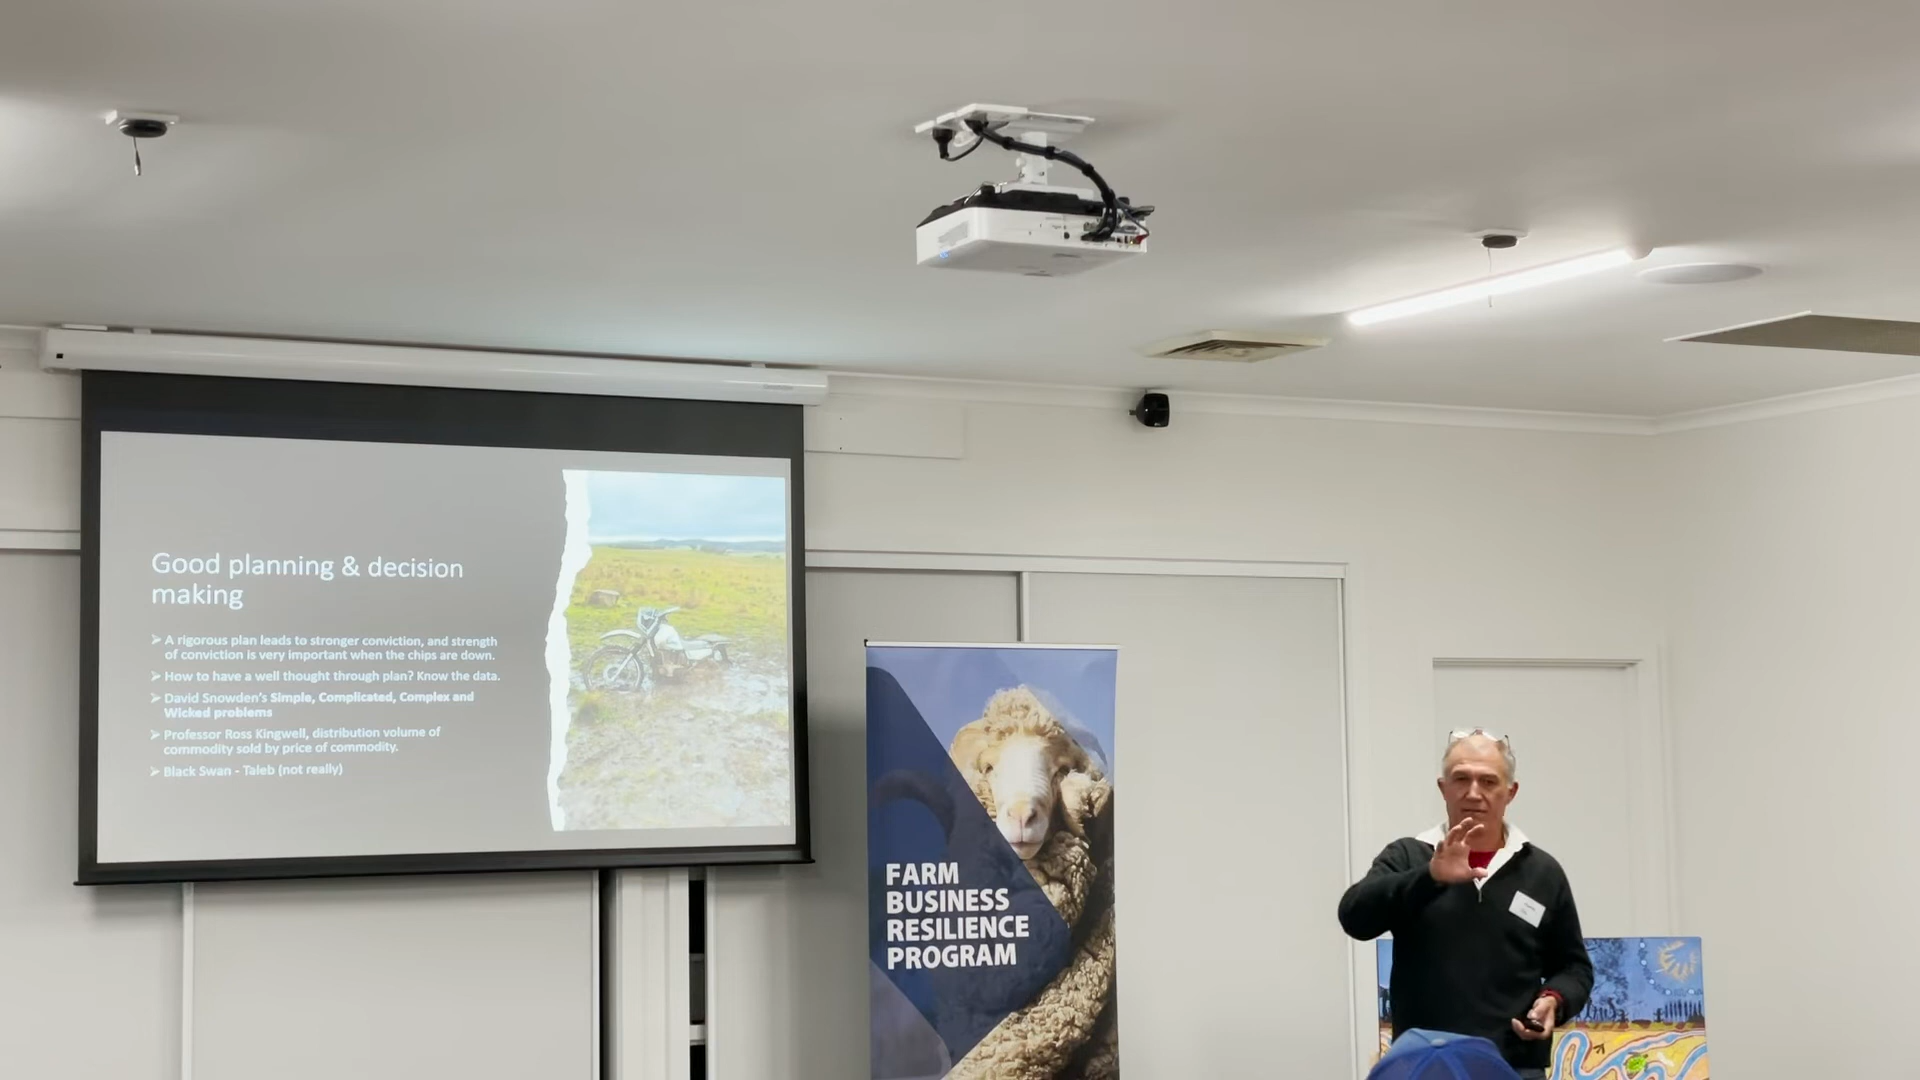 Good planning & decision
making
A rigorous plan leads to stronger conviction, and strength
of conviction is very important when the chips are down.
How to have a well thought through plan? Know the data.
David Snowden's Simple, Complicated, Complex and
Wicked problems
Professor Ross Kingwell, distribution volume of
commodity sold by price of commodity.
Black Swan - Taleb (not really)
FARM
BUSINESS
RESILIENCE
PROGRAM